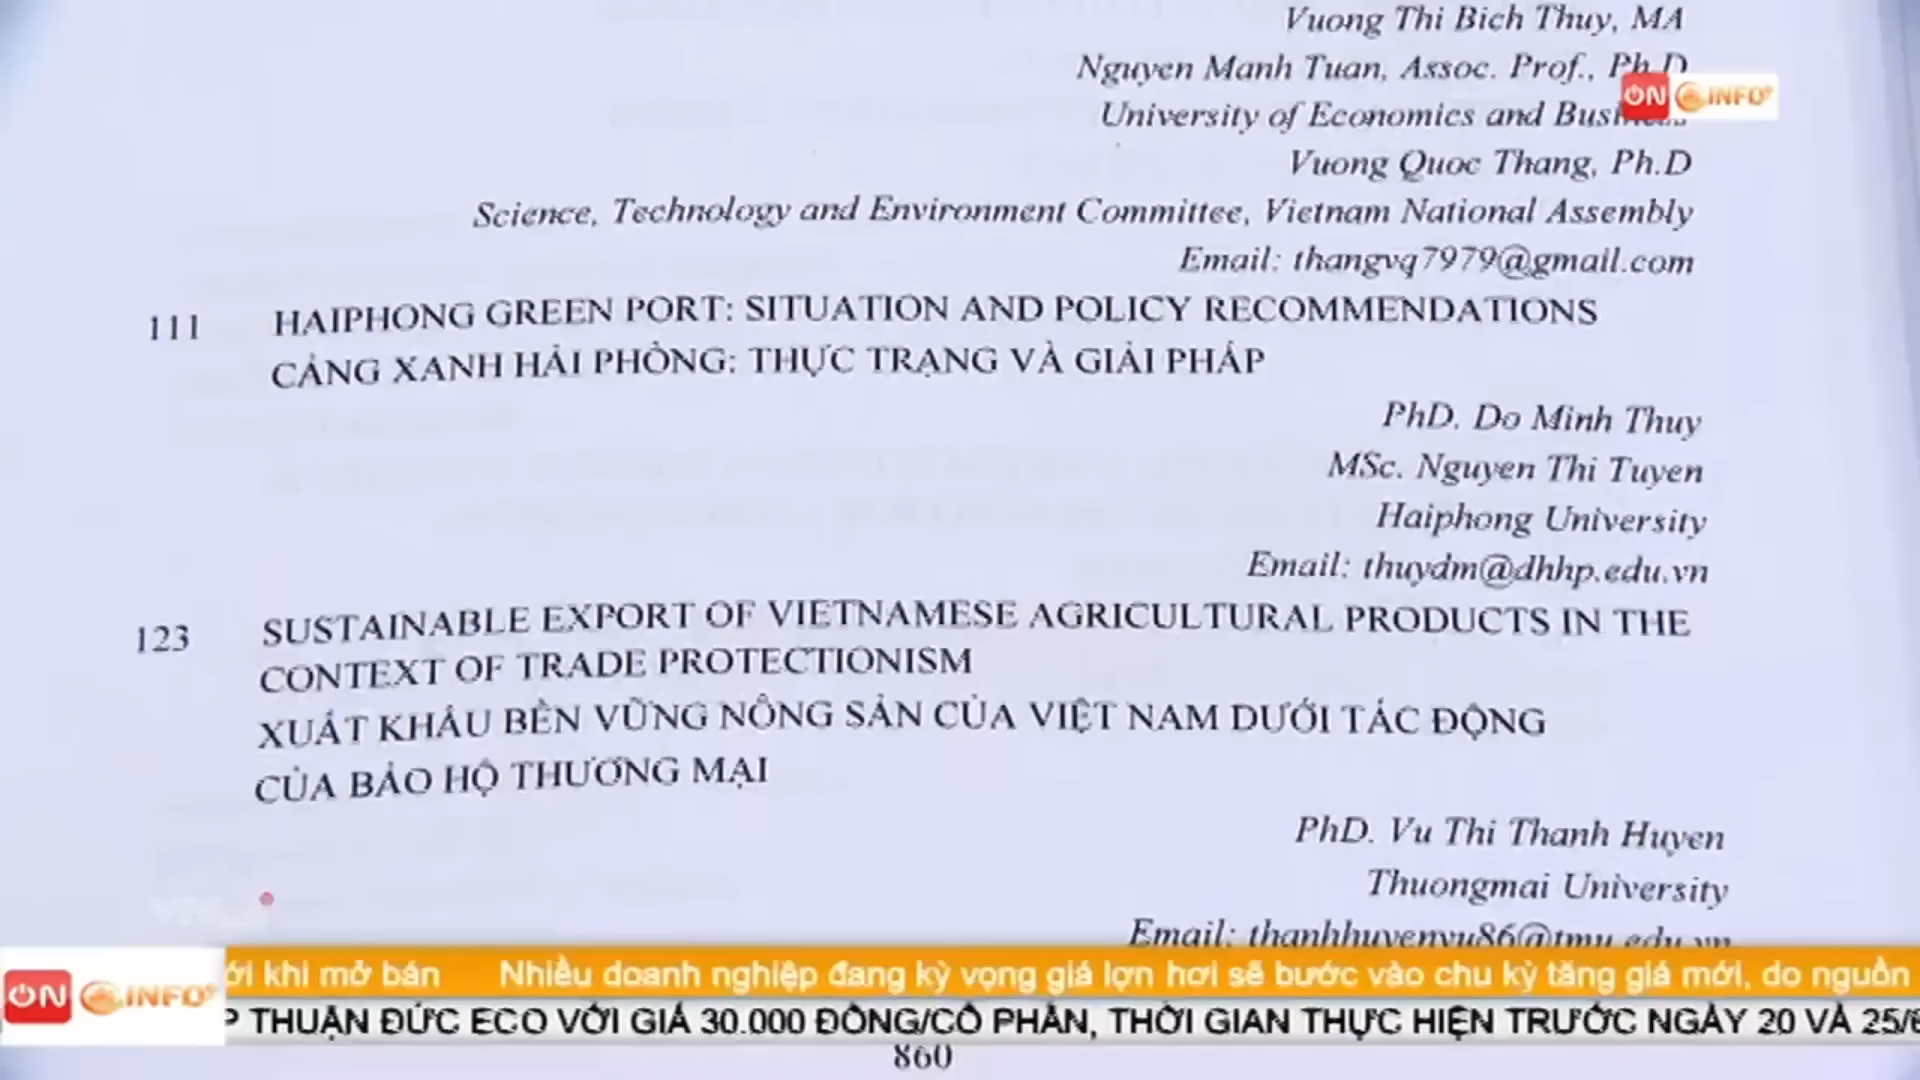 Vuong Thi Bich Thuy, MA
Nguyen Manh Tuan, Assoc. Prof., Ph.D
University of Economics and Business
Vuong Quoc Thang, Ph.D
Science, Technology and Environment Committee, Vietnam National Assembly
Email: thangvq7979@gmail.com
ON INFO
111 HAIPHONG GREEN PORT: SITUATION AND POLICY RECOMMENDATIONS
CẢNG XANH HẢI PHÒNG: THỰC TRẠNG VÀ GIẢI PHÁP
PhD. Do Minh Thuy
MSc. Nguyen Thi Tuyen
Haiphong University
Email: thuydm@dhhp.edu.vn
123 SUSTAINABLE EXPORT OF VIETNAMESE AGRICULTURAL PRODUCTS IN THE
CONTEXT OF TRADE PROTECTIONISM
XUẤT KHẨU BỀN VỮNG NÔNG SẢN CỦA VIỆT NAM DƯỚI TÁC ĐỘNG
CỦA BẢO HỘ THƯƠNG MẠI
PhD. Vu Thi Thanh Huyen
Thuongmai University
Email: thanhhuyenvu86@tmu.edu.vn
khi mở bán Nhiều doanh nghiệp đang kỳ vọng giá lợn hơi sẽ bước vào chu kỳ tăng giá mới, do nguồn
ON INFO
P THUẬN ĐỨC ECO VỚI GIÁ 30.000 ĐỒNG/CỔ PHẦN, THỜI GIAN THỰC HIỆN TRƯỚC NGÀY 20 VÀ 25/6
860